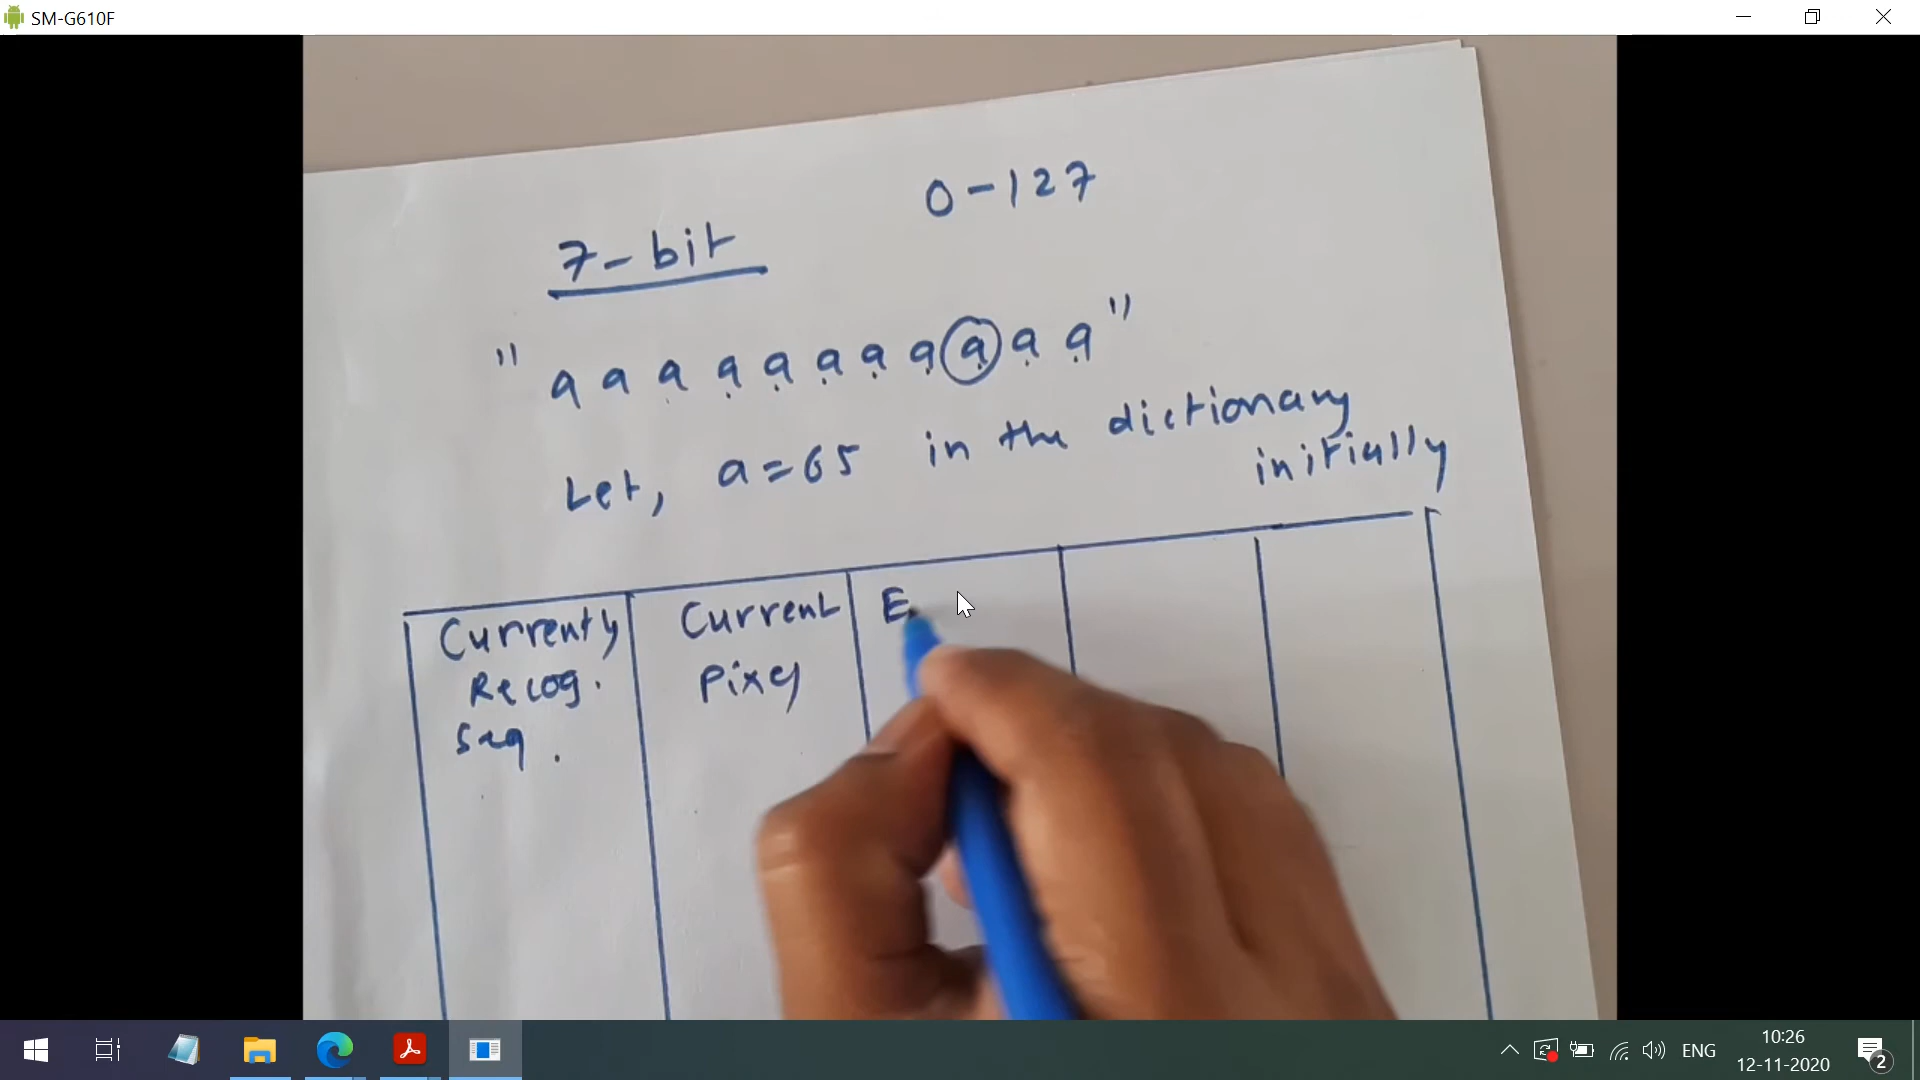 SM-G610F
0-127
7-bit
" a a a a a a a a a a a "
Let, a=65 in the dictionary
initially
Currenty Current E
Recog. Pixel
Seq.
ENG
10:26
12-11-2020
2